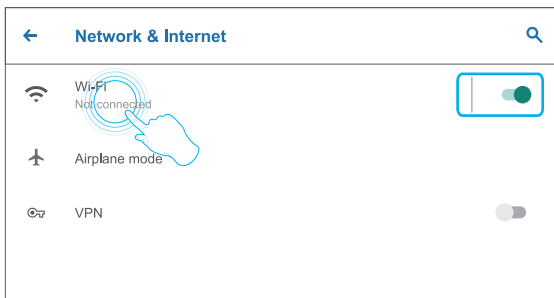 Network & Internet
Wi-Fi
Not connected
Airplane mode
VPN